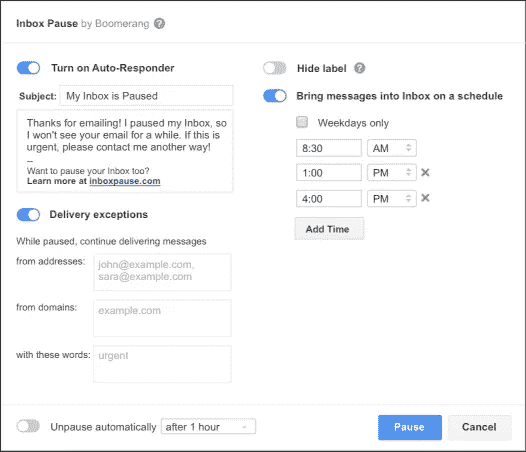 Inbox Pause by Boomerang ?
Turn on Auto-Responder
Subject: My Inbox is Paused
Thanks for emailing! I paused my Inbox, so
I won't see your email for a while. If this is
urgent, please contact me another way!
--
Want to pause your Inbox too?
Learn more at inboxpause.com
Delivery exceptions
While paused, continue delivering messages
from addresses: john@example.com,
sara@example.com
from domains: example.com
with these words: urgent
Hide label ?
Bring messages into Inbox on a schedule
Weekdays only
8:30 AM
1:00 PM
4:00 PM
Add Time
Unpause automatically after 1 hour
Pause Cancel